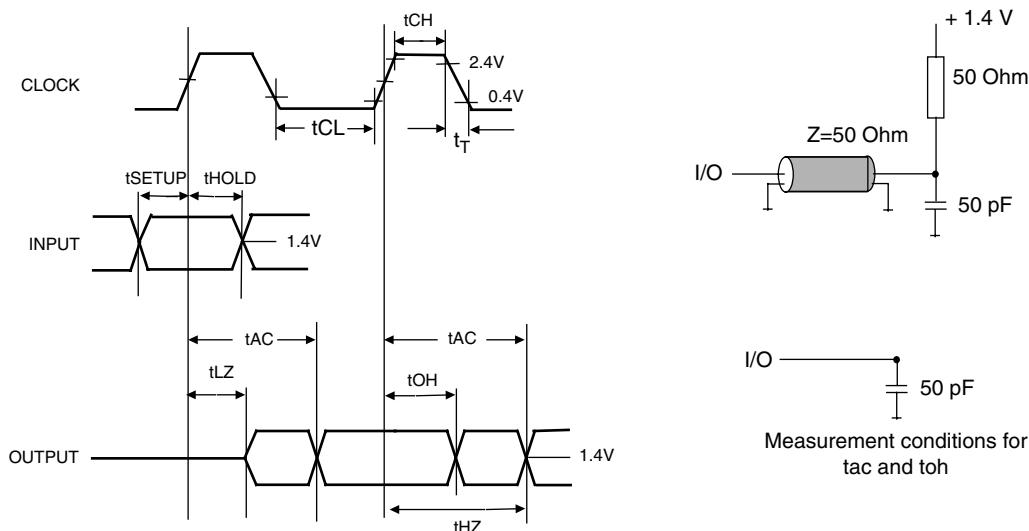 tCH
CLOCK
2.4V
0.4V
tCL
tT
tSETUP
tHOLD
INPUT
1.4V
tAC
tAC
tLZ
tOH
OUTPUT
1.4V
tHZ
+ 1.4 V
50 Ohm
Z=50 Ohm
I/O
50 pF
I/O
50 pF
Measurement conditions for
tac and toh